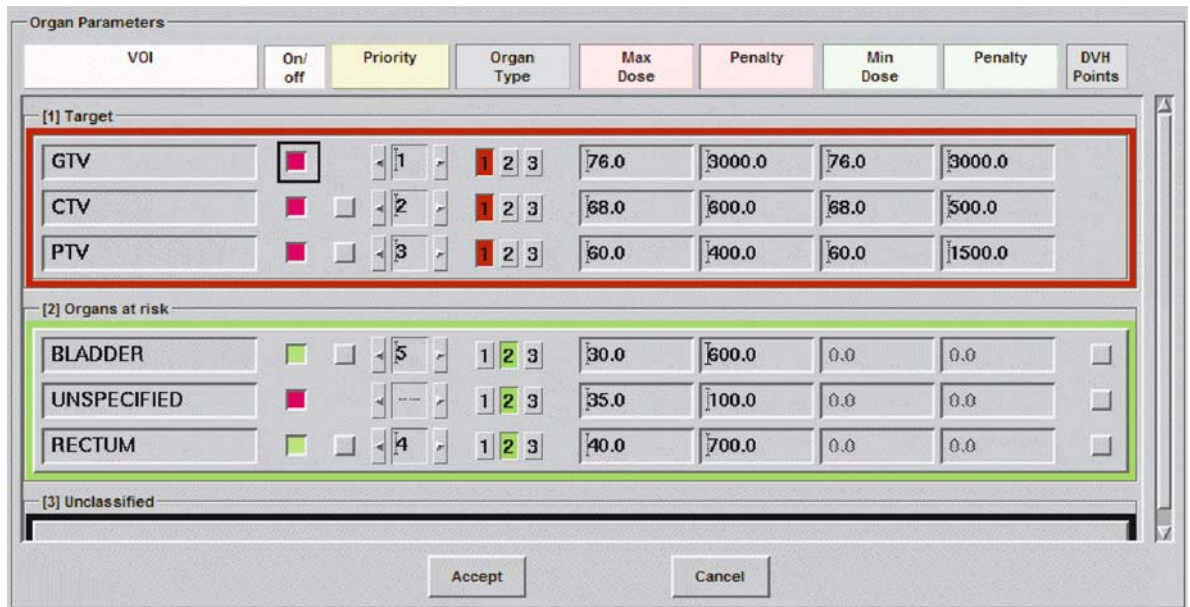 Organ Parameters
VOI On/off Priority Organ Type Max Dose Penalty Min Dose Penalty DVH Points
[1] Target
GTV 1 1 2 3 76.0 3000.0 76.0 3000.0
CTV 2 1 2 3 68.0 600.0 68.0 500.0
PTV 3 1 2 3 60.0 400.0 60.0 1500.0
[2] Organs at risk
BLADDER 5 1 2 3 30.0 600.0 0.0 0.0
UNSPECIFIED --- 1 2 3 35.0 100.0 0.0 0.0
RECTUM 4 1 2 3 40.0 700.0 0.0 0.0
[3] Unclassified
Accept Cancel